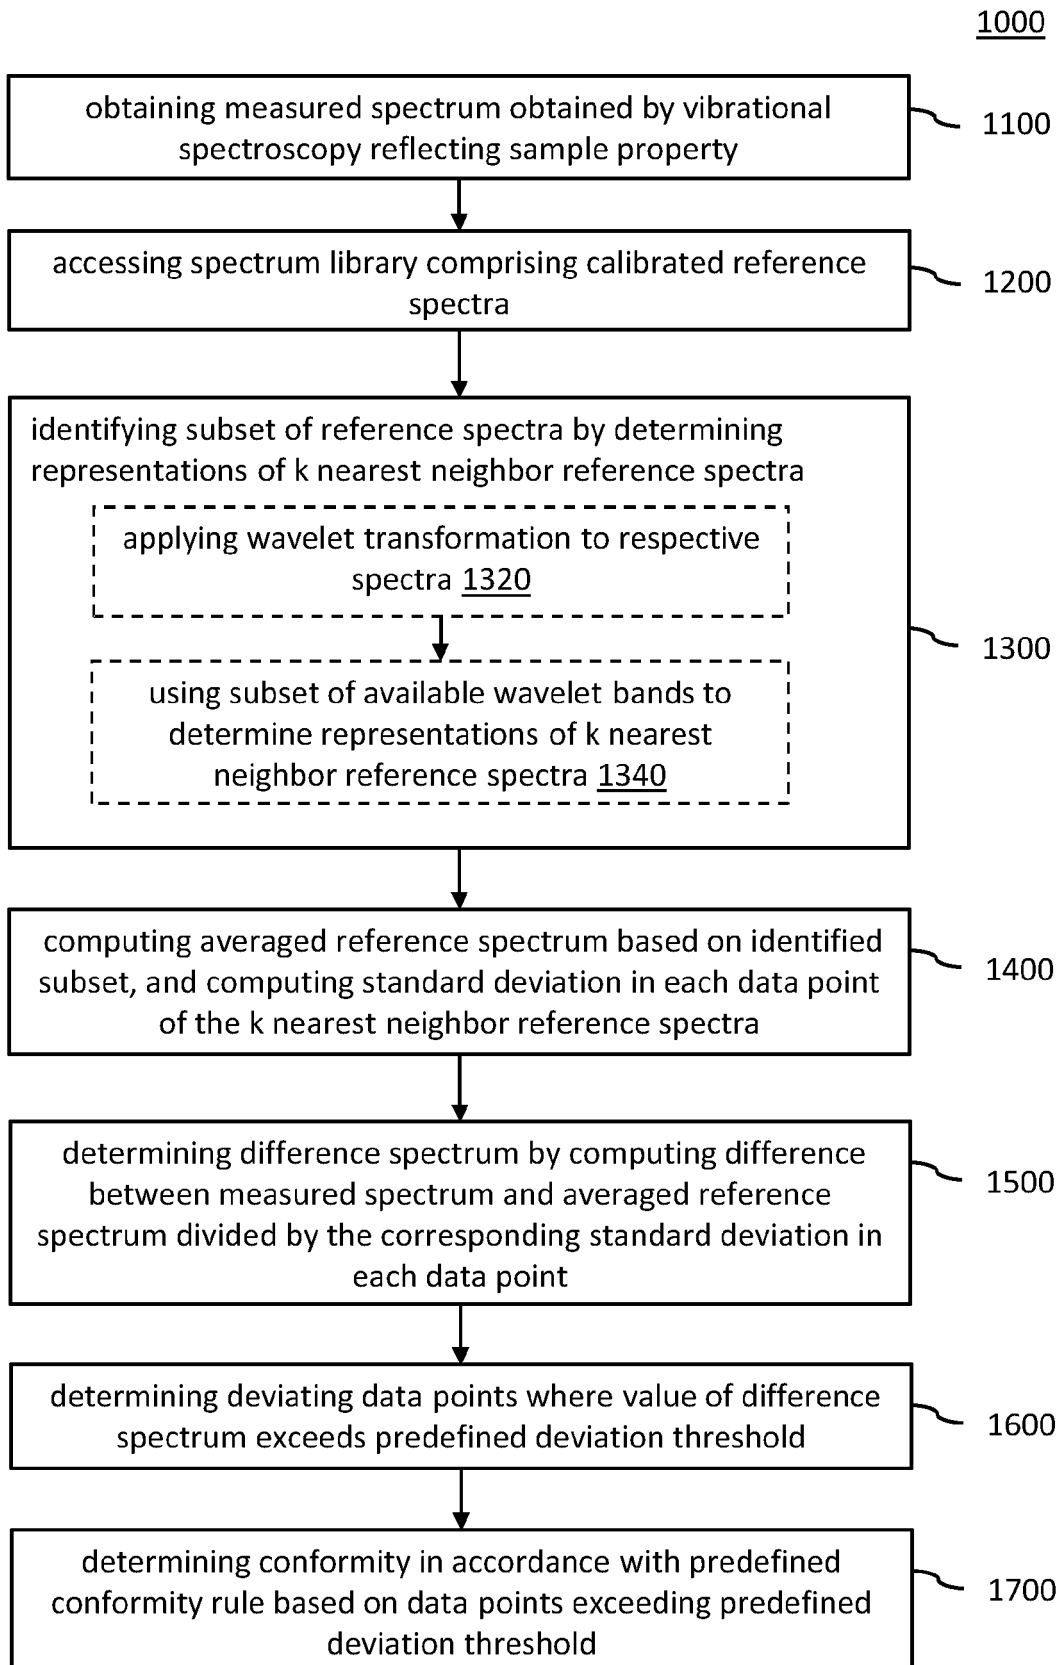 1000
obtaining measured spectrum obtained by vibrational
spectroscopy reflecting sample property
1100
accessing spectrum library comprising calibrated reference
spectra
1200
identifying subset of reference spectra by determining
representations of k nearest neighbor reference spectra
applying wavelet transformation to respective
spectra 1320
using subset of available wavelet bands to
determine representations of k nearest
neighbor reference spectra 1340
1300
computing averaged reference spectrum based on identified
subset, and computing standard deviation in each data point
of the k nearest neighbor reference spectra
1400
determining difference spectrum by computing difference
between measured spectrum and averaged reference
spectrum divided by the corresponding standard deviation in
each data point
1500
determining deviating data points where value of difference
spectrum exceeds predefined deviation threshold
1600
determining conformity in accordance with predefined
conformity rule based on data points exceeding predefined
deviation threshold
1700